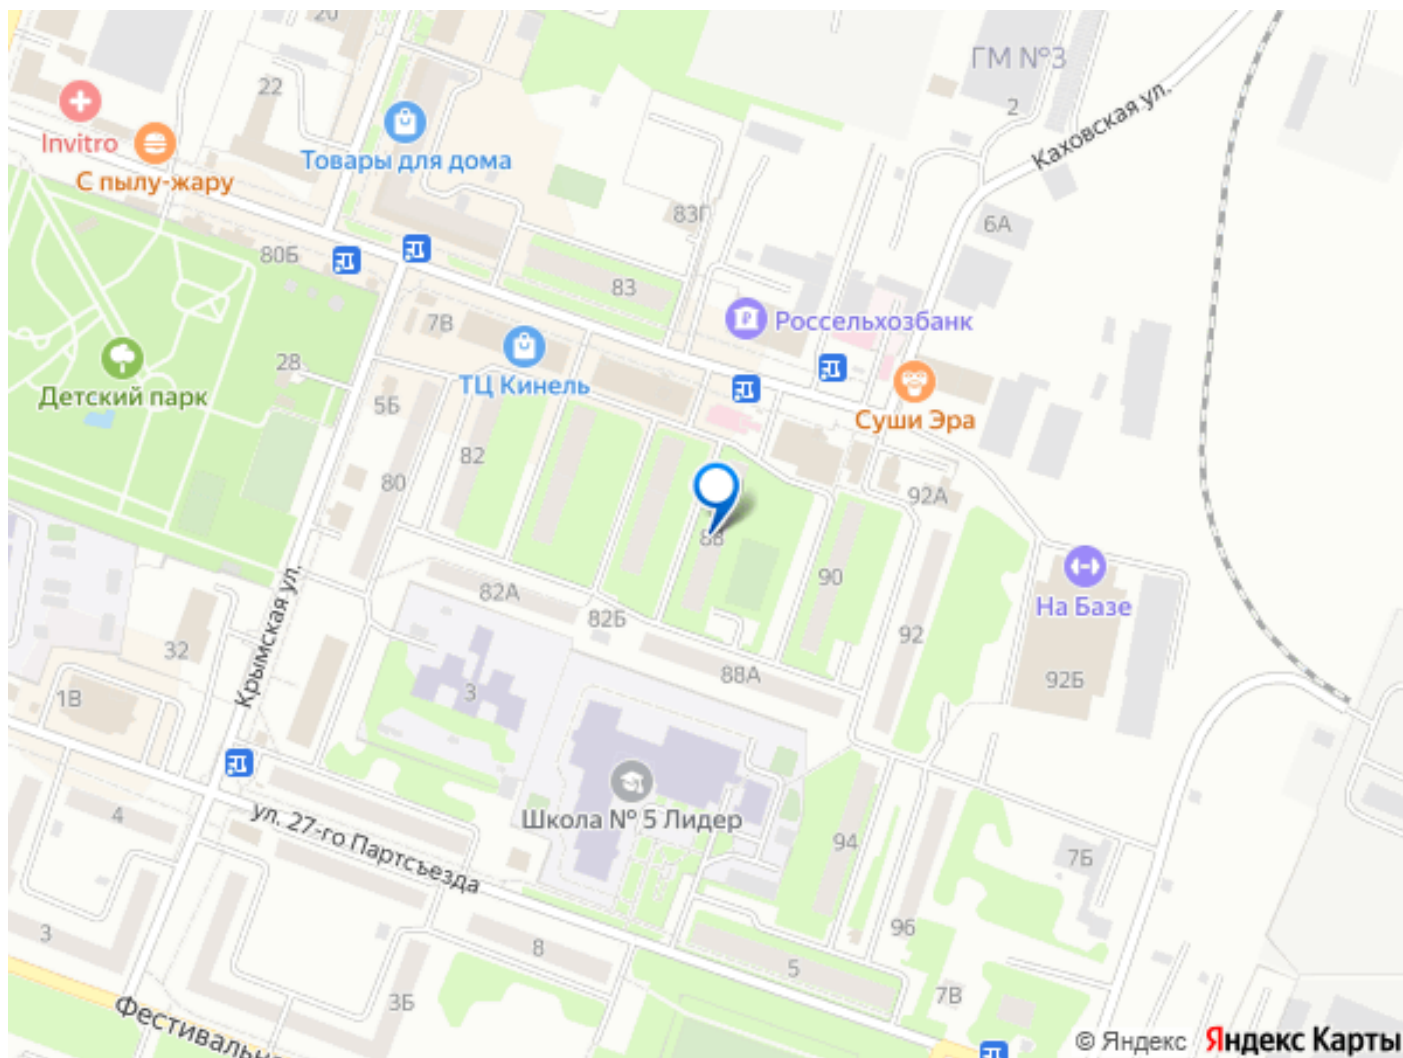 20
ГМ №3
22
2
Каховская ул.
Invitro
Товары для дома
С пылу-жару
83Г
6А
80Б
83
7В
Россельхозбанк
28
ТЦ Кинель
Детский парк
5Б
Суши Эра
82
80
92А
88
90
На Базе
82А
82Б
92
Крымская ул.
32
88А
92Б
1В
3
Школа № 5 Лидер
4
ул. 27-го Партсъезда
94
7Б
96
3
8
5
3Б
7В
Фестивальн
© Яндекс Яндекс Карты